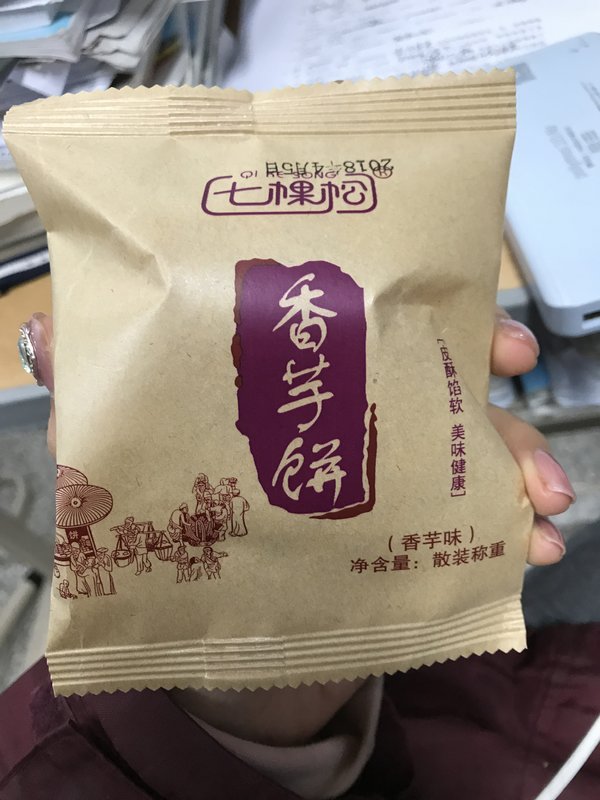 2018年4月5日
七棵松
香芋饼
[皮酥馅软 美味健康]
（香芋味）
净含量：散装称重